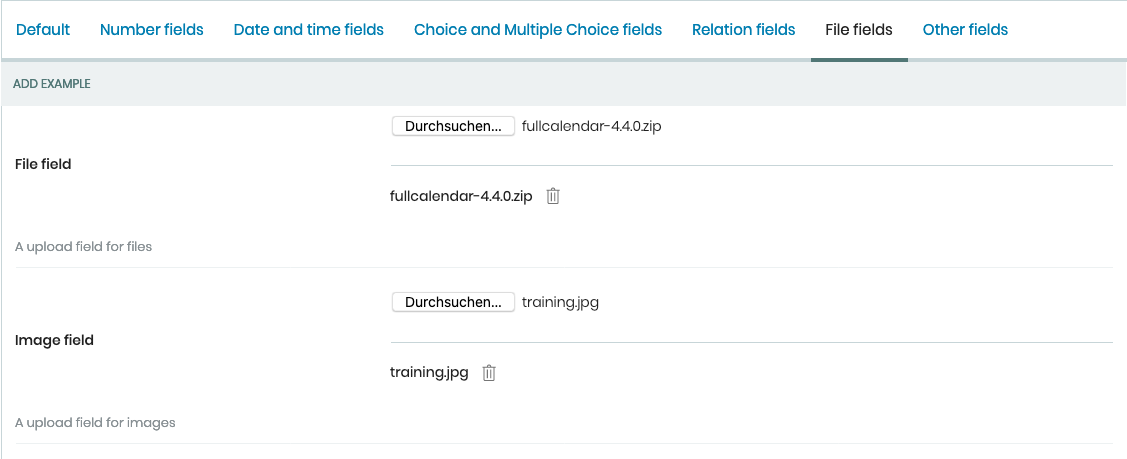 Default Number fields Date and time fields Choice and Multiple Choice fields Relation fields File fields Other fields
ADD EXAMPLE
Durchsuchen... fullcalendar-4.4.0.zip
File field
fullcalendar-4.4.0.zip
A upload field for files
Durchsuchen... training.jpg
Image field
training.jpg
A upload field for images